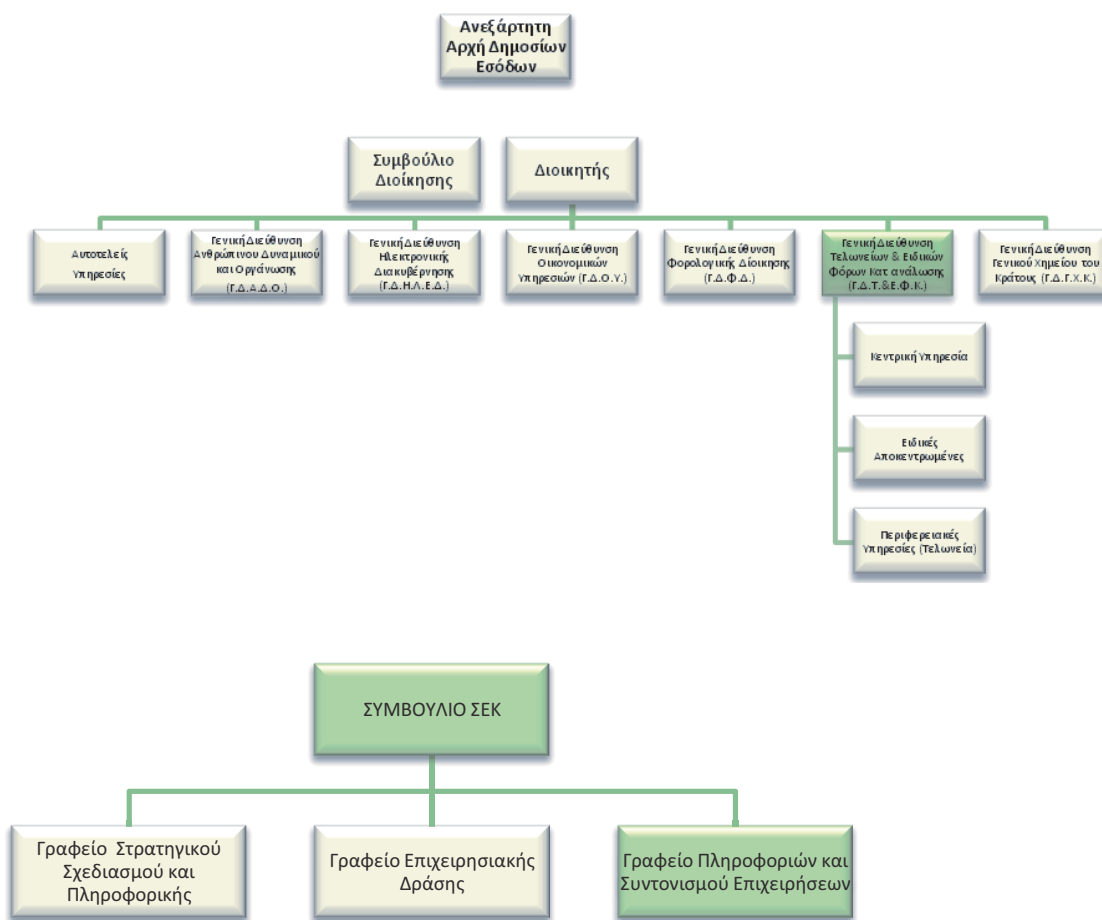 Ανεξάρτητη
Αρχή Δημοσίων
Εσόδων
Συμβούλιο
Διοίκησης
Διοικητής
Αυτοτελείς
Υπηρεσίες
Γενική Διεύθυνση
Ανθρώπινου Δυναμικού
και Οργάνωσης
(Γ.Δ.Α.Δ.Ο.)
Γενική Διεύθυνση
Ηλεκτρονικής
Διακυβέρνησης
(Γ.Δ.Η.Λ.Ε.Δ.)
Γενική Διεύθυνση
Οικονομικών
Υπηρεσιών (Γ.Δ.Ο.Υ.)
Γενική Διεύθυνση
Φορολογικής Δίοικησης
(Γ.Δ.Φ.Δ.)
Γενική Διεύθυνση
Τελωνείων & Ειδικών
Φόρων Κατανάλωσης
(Γ.Δ.Τ.&Ε.Φ.Κ.)
Γενική Διεύθυνση
Γενικού Χημείου του
Κράτους (Γ.Δ.Γ.Χ.Κ.)
Κεντρική Υπηρεσία
Ειδικές
Αποκεντρωμένες
Περιφερειακές
Υπηρεσίες (Τελωνεία)
ΣΥΜΒΟΥΛΙΟ ΣΕΚ
Γραφείο Στρατηγικού
Σχεδιασμού και
Πληροφορικής
Γραφείο Επιχειρησιακής
Δράσης
Γραφείο Πληροφοριών και
Συντονισμού Επιχειρήσεων